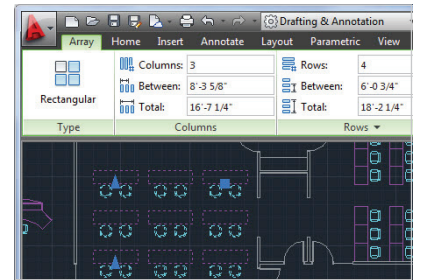 Drafting & Annotation
Array Home Insert Annotate Layout Parametric View
Columns: 3 Rows: 4
Between: 8'-3 5/8" Between: 6'-0 3/4"
Rectangular
Total: 16'-7 1/4" Total: 18'-2 1/4"
Type Columns Rows